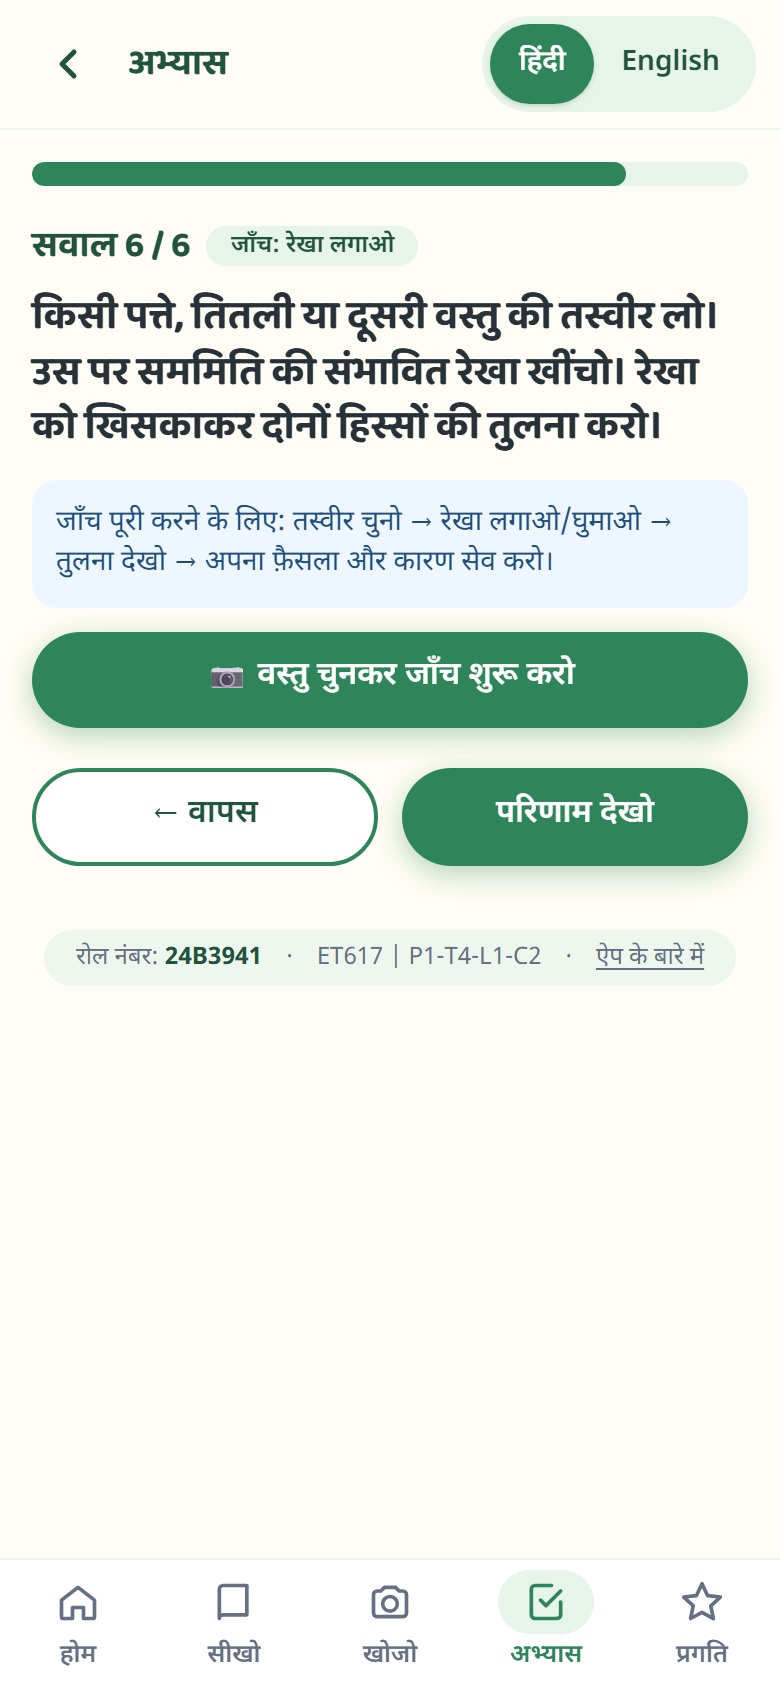 अभ्यास
हिंदी
English
सवाल 6 / 6
जाँच: रेखा लगाओ
किसी पत्ते, तितली या दूसरी वस्तु की तस्वीर लो।
उस पर सममिति की संभावित रेखा खींचो। रेखा
को खिसकाकर दोनों हिस्सों की तुलना करो।
जाँच पूरी करने के लिए: तस्वीर चुनो → रेखा लगाओ/घुमाओ →
तुलना देखो → अपना फ़ैसला और कारण सेव करो।
📷 वस्तु चुनकर जाँच शुरू करो
← वापस
परिणाम देखो
रोल नंबर: 24B3941 · ET617 | P1-T4-L1-C2 · ऐप के बारे में
होम
सीखो
खोजो
अभ्यास
प्रगति